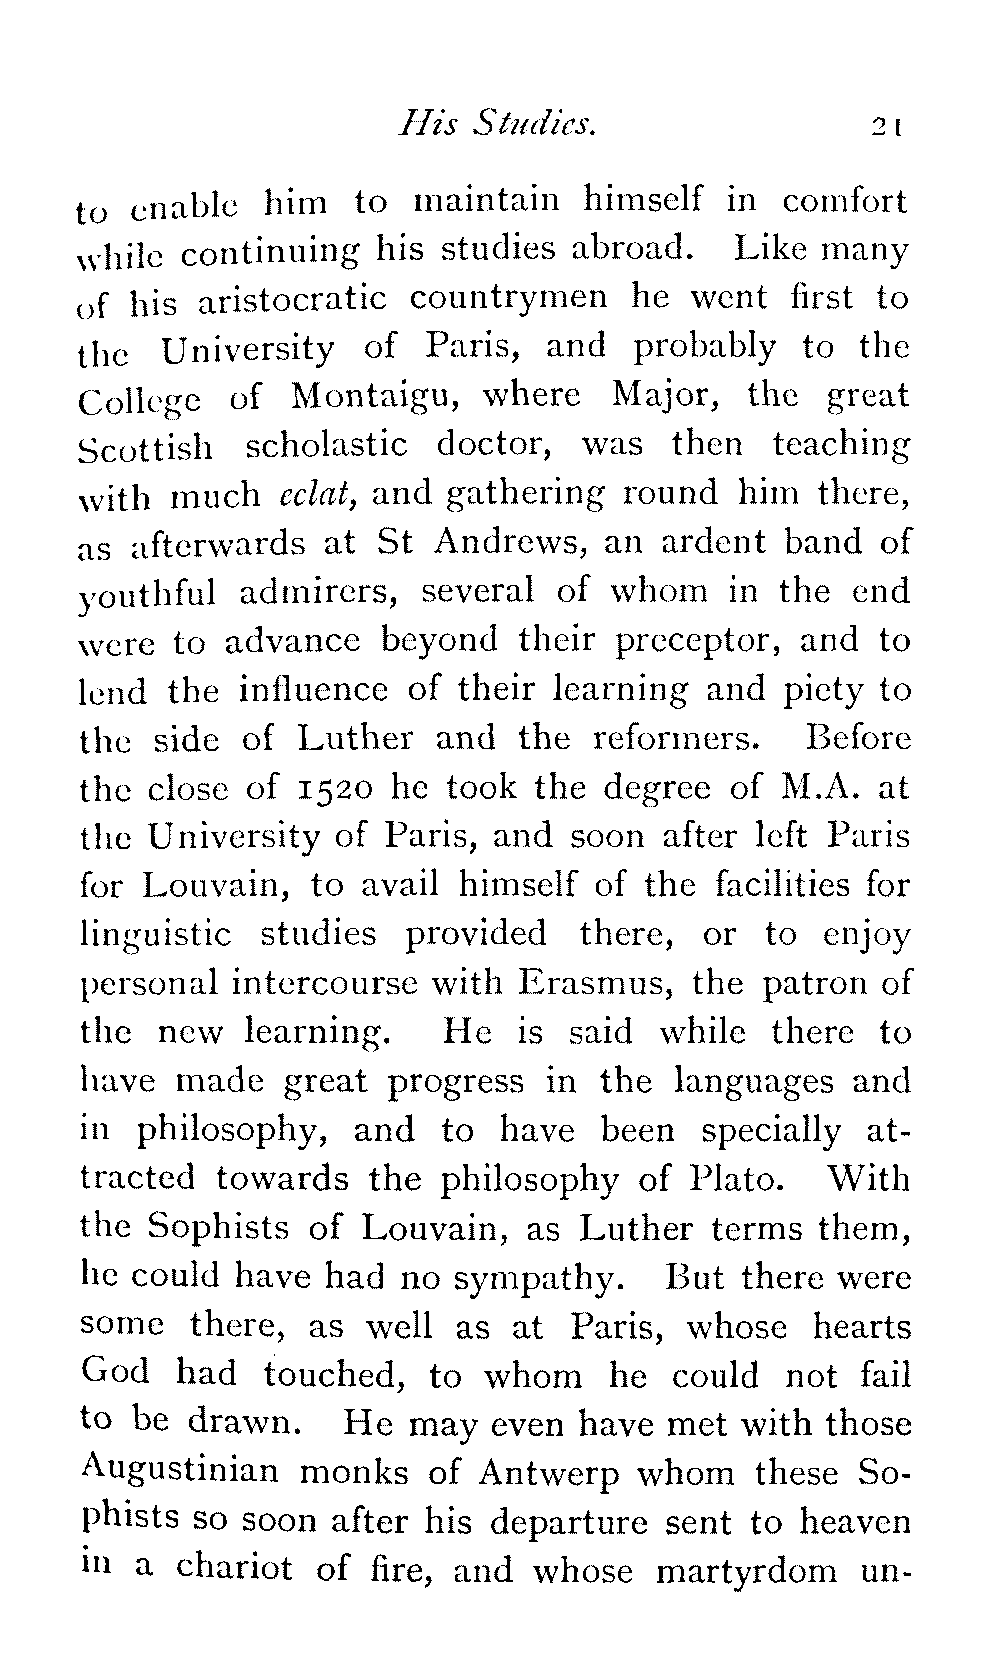 His Studies. 21
to enable him to maintain himself in comfort
while continuing his studies abroad. Like many
of his aristocratic countrymen he went first to
the University of Paris, and probably to the
College of Montaigu, where Major, the great
Scottish scholastic doctor, was then teaching
with much eclat, and gathering round him there,
as afterwards at St Andrews, an ardent band of
youthful admirers, several of whom in the end
were to advance beyond their preceptor, and to
lend the influence of their learning and piety to
the side of Luther and the reformers. Before
the close of 1520 he took the degree of M.A. at
the University of Paris, and soon after left Paris
for Louvain, to avail himself of the facilities for
linguistic studies provided there, or to enjoy
personal intercourse with Erasmus, the patron of
the new learning. He is said while there to
have made great progress in the languages and
in philosophy, and to have been specially at-
tracted towards the philosophy of Plato. With
the Sophists of Louvain, as Luther terms them,
he could have had no sympathy. But there were
some there, as well as at Paris, whose hearts
God had touched, to whom he could not fail
to be drawn. He may even have met with those
Augustinian monks of Antwerp whom these So-
phists so soon after his departure sent to heaven
in a chariot of fire, and whose martyrdom un-